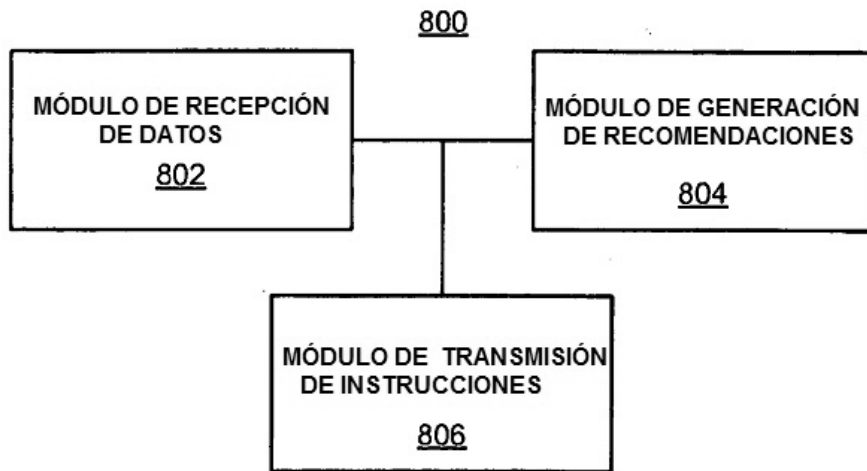 800
MÓDULO DE RECEPCIÓN
DE DATOS
802
MÓDULO DE GENERACIÓN
DE RECOMENDACIONES
804
MÓDULO DE TRANSMISIÓN
DE INSTRUCCIONES
806